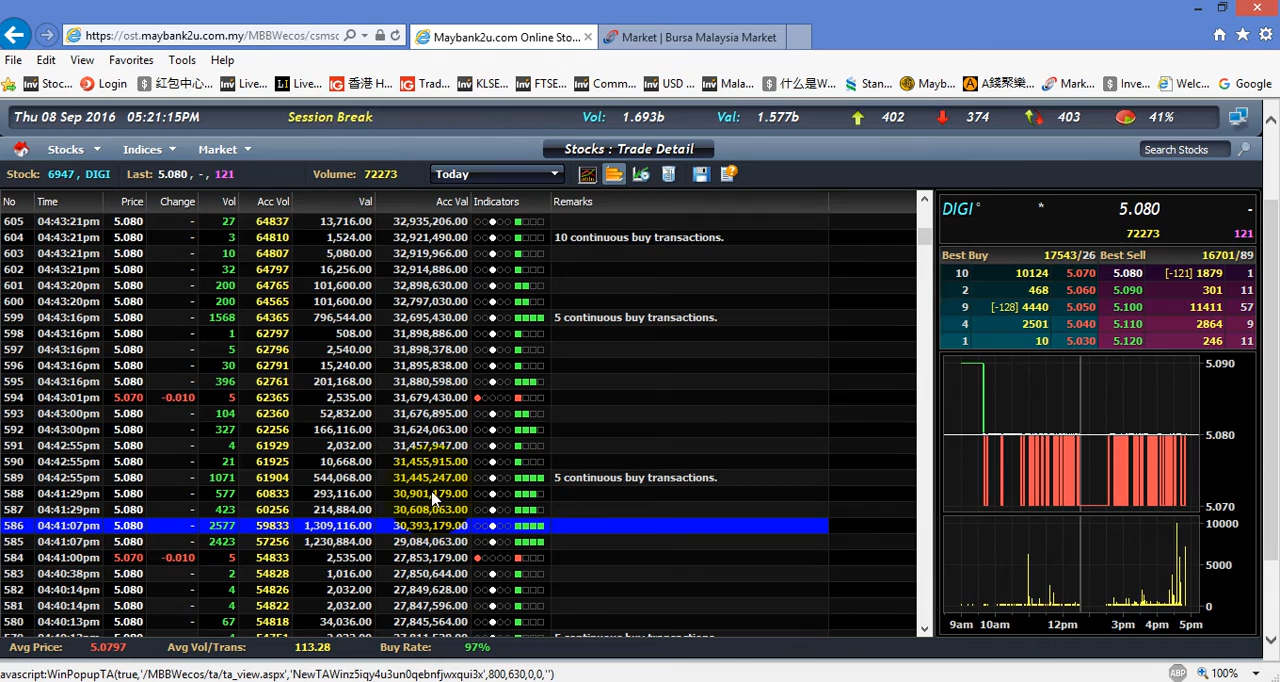 https://ost.maybank2u.com.my/MBBWecos/csmsc
Maybank2u.com Online Sto...
Market | Bursa Malaysia Market
File Edit View Favorites Tools Help
Stoc... Login 红包中心... Live... Live... 香港 H... Trad... KLSE... FTSE... Comm... USD ... Mala... 什么是W... Stan... Mayb... A錢聚樂... Mark... Inve... Welc... Google
Thu 08 Sep 2016 05:21:15PM Session Break Vol: 1.693b Val: 1.577b 402 374 403 41%
Stocks Indices Market Stocks : Trade Detail Search Stocks
Stock: 6947, DIGI Last: 5.080, -, 121 Volume: 72273 Today
No Time Price Change Vol Acc Vol Val Acc Val Indicators Remarks
605 04:43:21pm 5.080 - 27 64837 13,716.00 32,935,206.00
604 04:43:21pm 5.080 - 3 64810 1,524.00 32,921,490.00 10 continuous buy transactions.
603 04:43:21pm 5.080 - 10 64807 5,080.00 32,919,966.00
602 04:43:21pm 5.080 - 32 64797 16,256.00 32,914,886.00
601 04:43:20pm 5.080 - 200 64765 101,600.00 32,898,630.00
600 04:43:20pm 5.080 - 200 64565 101,600.00 32,797,030.00
599 04:43:16pm 5.080 - 1568 64365 796,544.00 32,695,430.00 5 continuous buy transactions.
598 04:43:16pm 5.080 - 1 62797 508.00 31,898,886.00
597 04:43:16pm 5.080 - 5 62796 2,540.00 31,898,378.00
596 04:43:16pm 5.080 - 30 62791 15,240.00 31,895,838.00
595 04:43:16pm 5.080 - 396 62761 201,168.00 31,880,598.00
594 04:43:01pm 5.070 -0.010 5 62365 2,535.00 31,679,430.00
593 04:43:00pm 5.080 - 104 62360 52,832.00 31,676,895.00
592 04:43:00pm 5.080 - 327 62256 166,116.00 31,624,063.00
591 04:42:55pm 5.080 - 4 61929 2,032.00 31,457,947.00
590 04:42:55pm 5.080 - 21 61925 10,668.00 31,455,915.00
589 04:42:55pm 5.080 - 1071 61904 544,068.00 31,445,247.00 5 continuous buy transactions.
588 04:41:29pm 5.080 - 577 60833 293,116.00 30,901,179.00
587 04:41:29pm 5.080 - 423 60256 214,884.00 30,608,063.00
586 04:41:07pm 5.080 - 2577 59833 1,309,116.00 30,393,179.00
585 04:41:07pm 5.080 - 2423 57256 1,230,884.00 29,084,063.00
584 04:41:00pm 5.070 -0.010 5 54833 2,535.00 27,853,179.00
583 04:40:38pm 5.080 - 2 54828 1,016.00 27,850,644.00
582 04:40:14pm 5.080 - 4 54826 2,032.00 27,849,628.00
581 04:40:14pm 5.080 - 4 54822 2,032.00 27,847,596.00
580 04:40:13pm 5.080 - 67 54818 34,036.00 27,845,564.00
Avg Price: 5.0797 Avg Vol/Trans: 113.28 Buy Rate: 97%
DIGI * 5.080 -
72273 121
Best Buy 17543/26 Best Sell 16701/89
10 10124 5.070 5.080 [-121] 1879 1
2 468 5.060 5.090 301 11
9 [-128] 4440 5.050 5.100 11411 57
4 2501 5.040 5.110 2864 9
1 10 5.030 5.120 246 11
5.090
5.080
5.070
10000
5000
0
9am 10am 12pm 3pm 4pm 5pm
avascript:WinPopupTA(true,'/MBBWecos/ta/ta_view.aspx','NewTAWinz5iqy4u3un0qebnfjwxqui3x',800,630,0,0,'')
100%